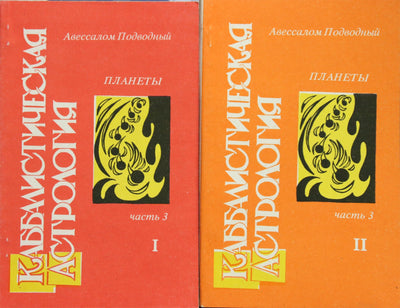 Авессалом Подводный
КАББАЛИСТИЧЕСКАЯ
АСТРОЛОГИЯ
ПЛАНЕТЫ
часть 3
I
Авессалом Подводный
КАББАЛИСТИЧЕСКАЯ
АСТРОЛОГИЯ
ПЛАНЕТЫ
часть 3
II